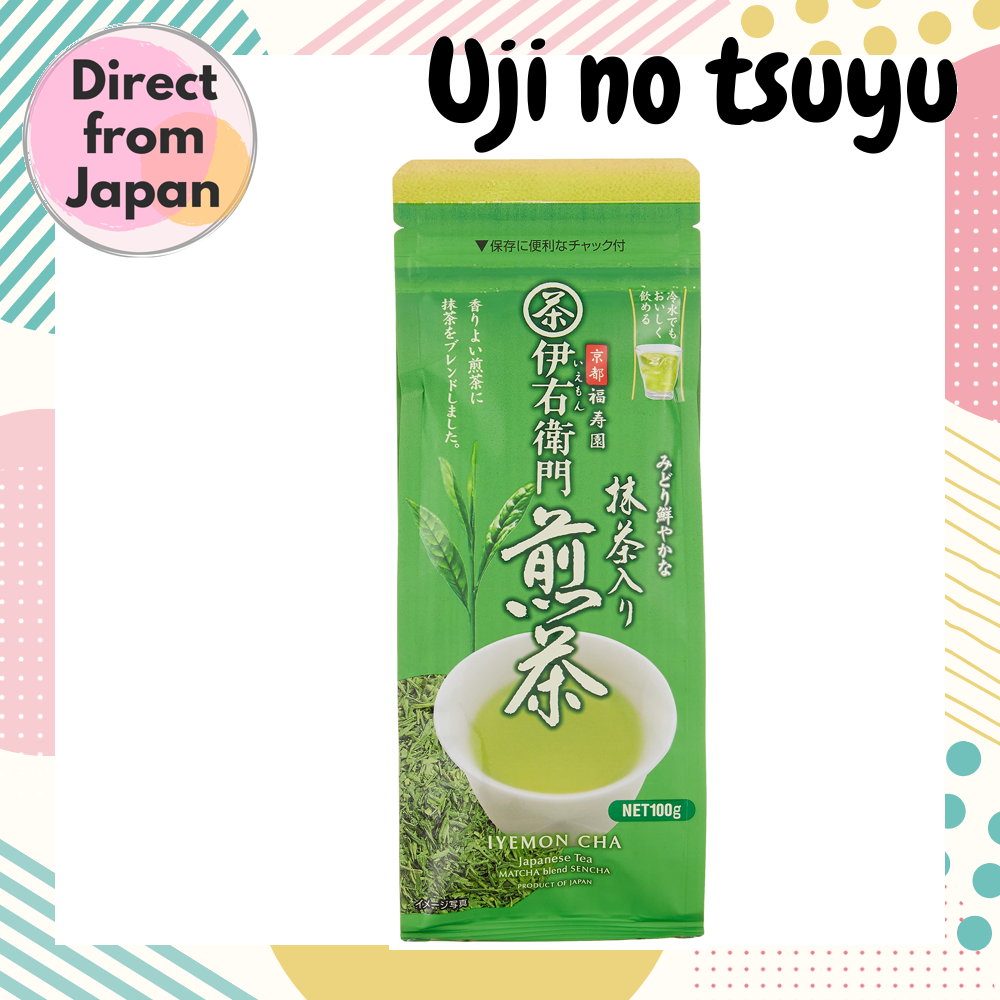 Direct
from
Japan
Uji no tsuyu
▼保存に便利なチャック付
冷水でも
おいしく
飲める
香りよい煎茶に
抹茶をブレンドしました。
茶
京都
福寿園
伊右衛門
いえもん
みどり鮮やかな
抹茶入り
煎茶
NET100g
IYEMON CHA
Japanese Tea
MATCHA blend SENCHA
PRODUCT OF JAPAN
イメージ写真